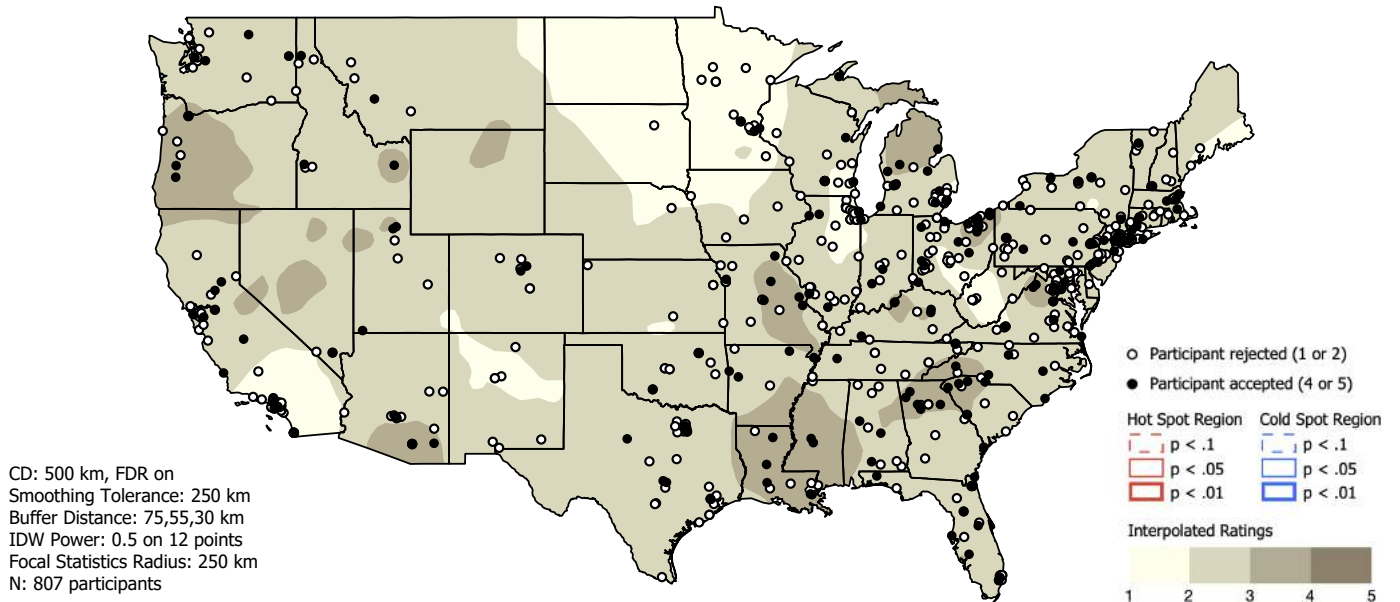 CD: 500 km, FDR on
Smoothing Tolerance: 250 km
Buffer Distance: 75,55,30 km
IDW Power: 0.5 on 12 points
Focal Statistics Radius: 250 km
N: 807 participants
Participant rejected (1 or 2)
Participant accepted (4 or 5)
Hot Spot Region Cold Spot Region
p < .1 p < .1
p < .05 p < .05
p < .01 p < .01
Interpolated Ratings
1 2 3 4 5